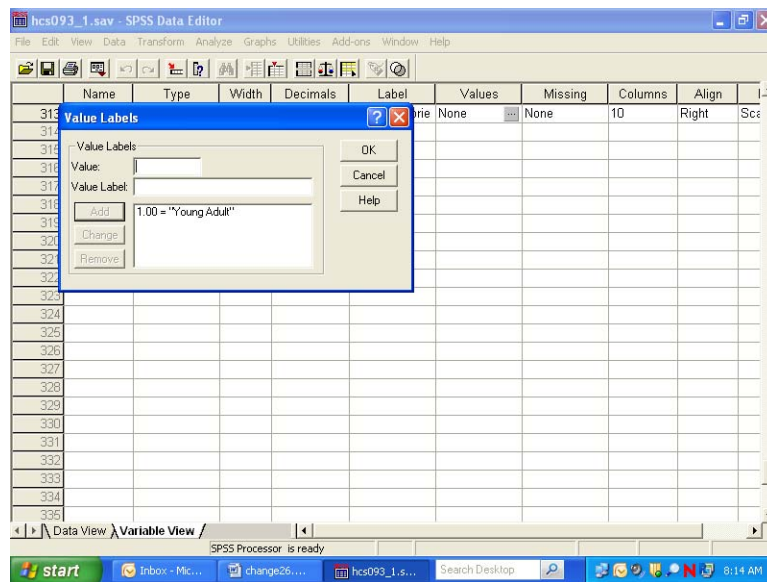 hcs093_1.sav - SPSS Data Editor
File Edit View Data Transform Analyze Graphs Utilities Add-ons Window Help
Name Type Width Decimals Label Values Missing Columns Align
313 orie None ... None 10 Right Sca
Value Labels
Value Labels
Value:
Value Label:
OK
Cancel
Help
Add
Change
Remove
1.00 = "Young Adult"
314
315
316
317
318
319
320
321
322
323
324
325
326
327
328
329
330
331
332
333
334
335
Data View Variable View
SPSS Processor is ready
start Inbox - Mic... change26.... hcs093_1.s... Search Desktop 8:14 AM